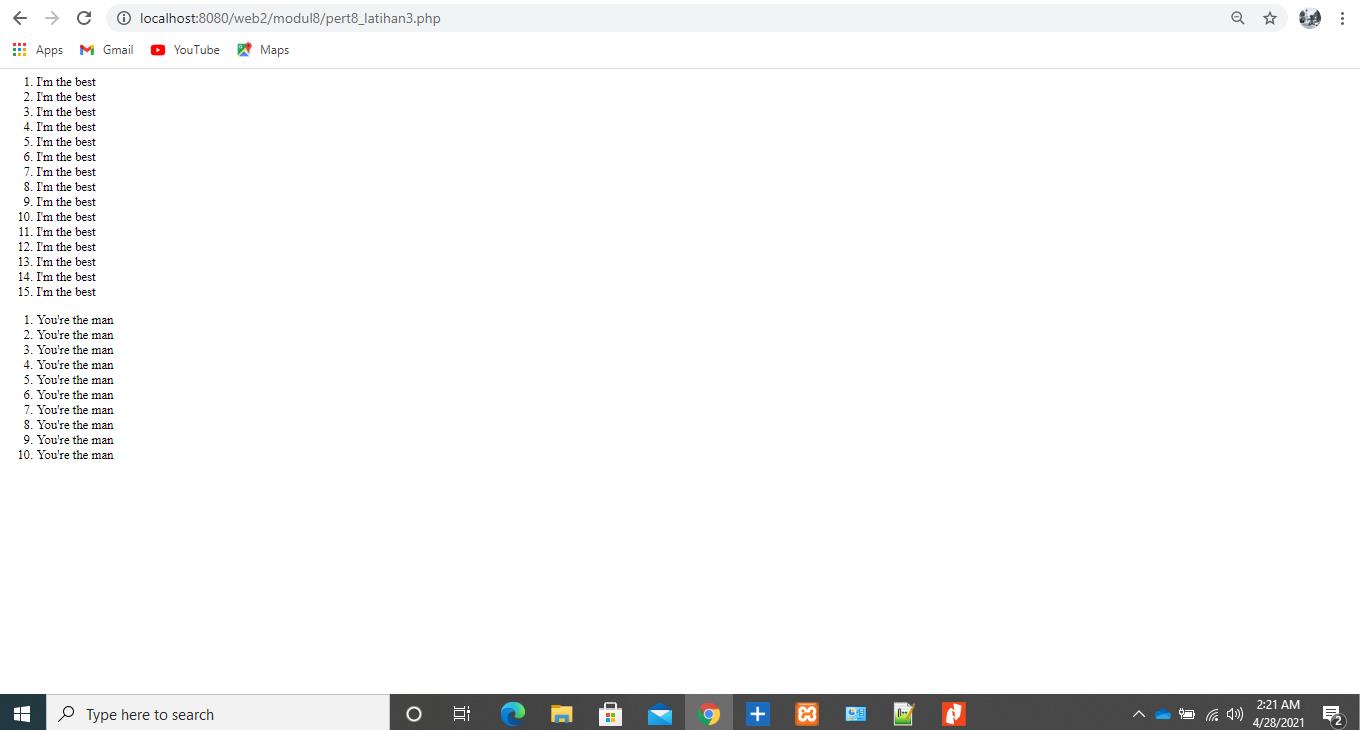 localhost:8080/web2/modul8/pert8_latihan3.php
Apps Gmail YouTube Maps
1. I'm the best
2. I'm the best
3. I'm the best
4. I'm the best
5. I'm the best
6. I'm the best
7. I'm the best
8. I'm the best
9. I'm the best
10. I'm the best
11. I'm the best
12. I'm the best
13. I'm the best
14. I'm the best
15. I'm the best
1. You're the man
2. You're the man
3. You're the man
4. You're the man
5. You're the man
6. You're the man
7. You're the man
8. You're the man
9. You're the man
10. You're the man
Type here to search
2:21 AM
4/28/2021
2